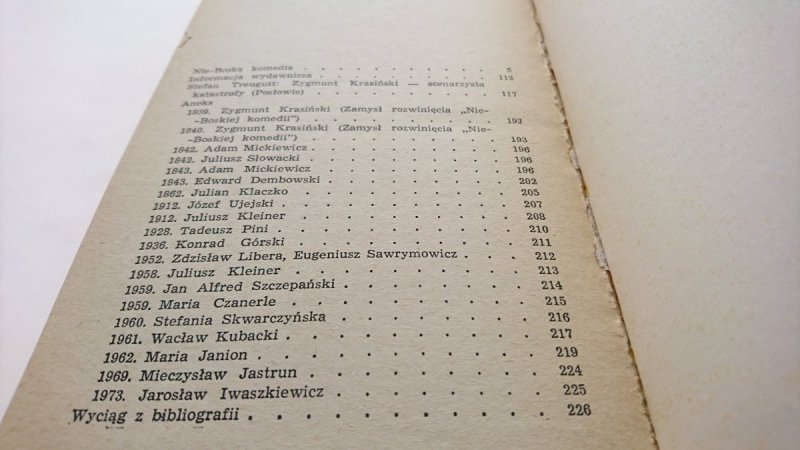 Nie-Boska komedia . . . . . . . . 5
Informacja wydawnicza . . . . . . . . 112
Stefan Treugutt: Zygmunt Krasiński — scenarzysta
katastrofy (Posłowie) . . . . . . . . 117
Aneks
1839. Zygmunt Krasiński (Zamysł rozwinięcia „Nie-
-Boskiej komedii”) . . . . . . . . 193
1840. Zygmunt Krasiński (Zamysł rozwinięcia „Nie-
-Boskiej komedii”) . . . . . . . . 193
1842. Adam Mickiewicz . . . . . . . . 196
1842. Juliusz Słowacki . . . . . . . . 196
1843. Adam Mickiewicz . . . . . . . . 196
1843. Edward Dembowski . . . . . . . . 202
1862. Julian Klaczko . . . . . . . . 205
1912. Józef Ujejski . . . . . . . . 207
1912. Juliusz Kleiner . . . . . . . . 208
1928. Tadeusz Pini . . . . . . . . 210
1936. Konrad Górski . . . . . . . . 211
1952. Zdzisław Libera, Eugeniusz Sawrymowicz . . . . 212
1958. Juliusz Kleiner . . . . . . . . 213
1959. Jan Alfred Szczepański . . . . . . . 214
1959. Maria Czanerle . . . . . . . . 215
1960. Stefania Skwarczyńska . . . . . . . 216
1961. Wacław Kubacki . . . . . . . . 217
1962. Maria Janion . . . . . . . . 219
1969. Mieczysław Jastrun . . . . . . . 224
1973. Jarosław Iwaszkiewicz . . . . . . . 225
Wyciąg z bibliografii . . . . . . . . 226